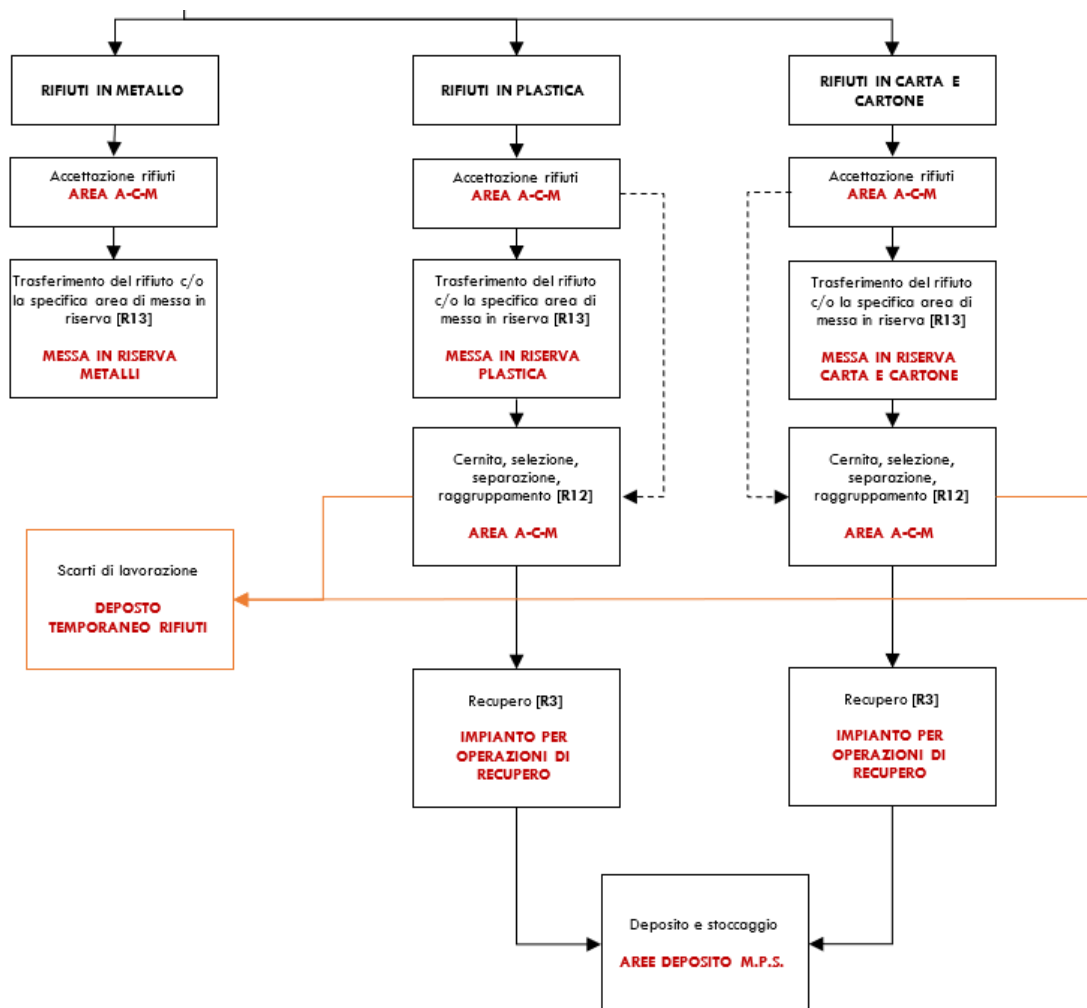 RIFIUTI IN METALLO
RIFIUTI IN PLASTICA
RIFIUTI IN CARTA E
CARTONE
Accettazione rifiuti
AREA A-C-M
Accettazione rifiuti
AREA A-C-M
Accettazione rifiuti
AREA A-C-M
Trasferimento del rifiuto c/o
la specifica area di messa in
riserva [R13]
MESSA IN RISERVA
METALLI
Trasferimento del rifiuto
c/o la specifica area di
messa in riserva [R13]
MESSA IN RISERVA
PLASTICA
Trasferimento del rifiuto
c/o la specifica area di
messa in riserva [R13]
MESSA IN RISERVA
CARTA E CARTONE
Cernita, selezione,
separazione,
raggruppamento [R12]
AREA A-C-M
Cernita, selezione,
separazione,
raggruppamento [R12]
AREA A-C-M
Scarti di lavorazione
DEPOSTO
TEMPORANEO RIFIUTI
Recupero [R3]
IMPIANTO PER
OPERAZIONI DI
RECUPERO
Recupero [R3]
IMPIANTO PER
OPERAZIONI DI
RECUPERO
Deposito e stoccaggio
AREE DEPOSITO M.P.S.